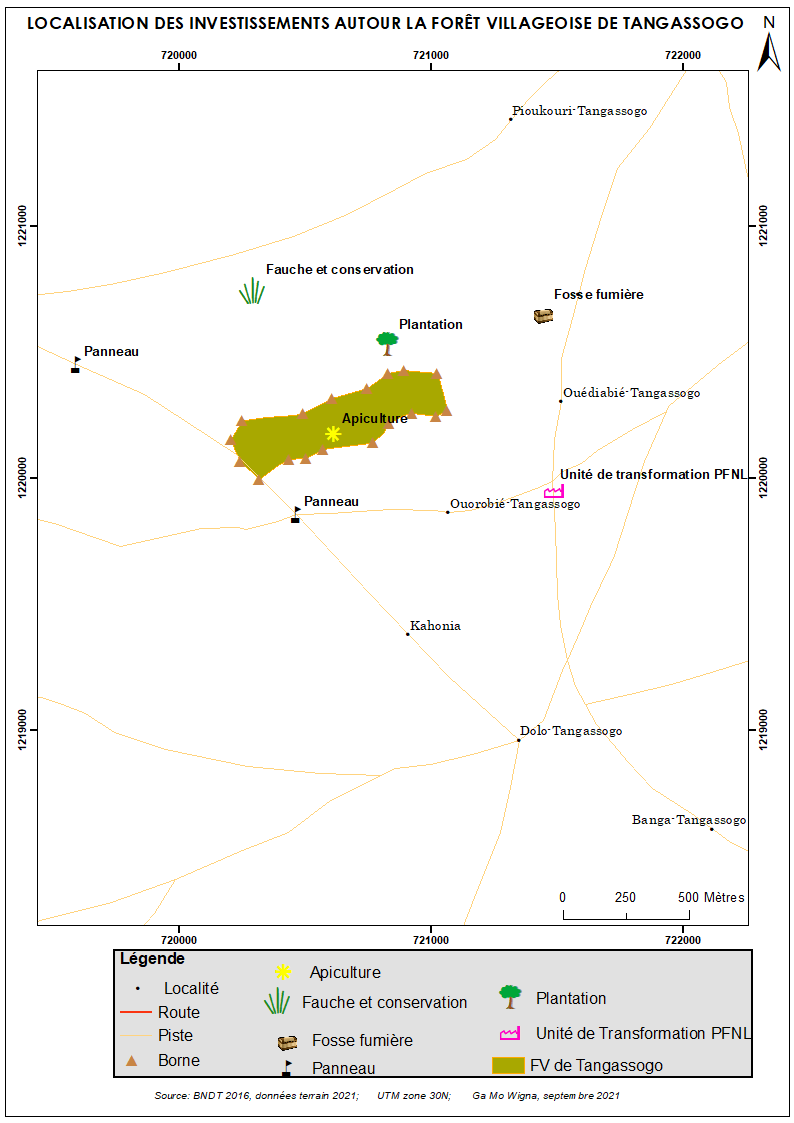 LOCALISATION DES INVESTISSEMENTS AUTOUR LA FORÊT VILLAGEOISE DE TANGASSOGO
N
720000
721000
722000
Pioukouri-Tangassogo
1221000
1221000
Fauche et conservation
Fosse fumière
Plantation
Panneau
Ouédiabié-Tangassogo
Apiculture
1220000
1220000
Unité de transformation PFNL
Panneau
Ouorobié-Tangassogo
Kahonia
1219000
1219000
Dolo-Tangassogo
Banga-Tangassogo
0 250 500 Mètres
720000
721000
722000
Légende
Localité
Route
Piste
Borne
Apiculture
Fauche et conservation
Fosse fumière
Panneau
Plantation
Unité de Transformation PFNL
FV de Tangassogo
Source: BNDT 2016, données terrain 2021; UTM zone 30N; Ga Mo Wigna, septembre 2021